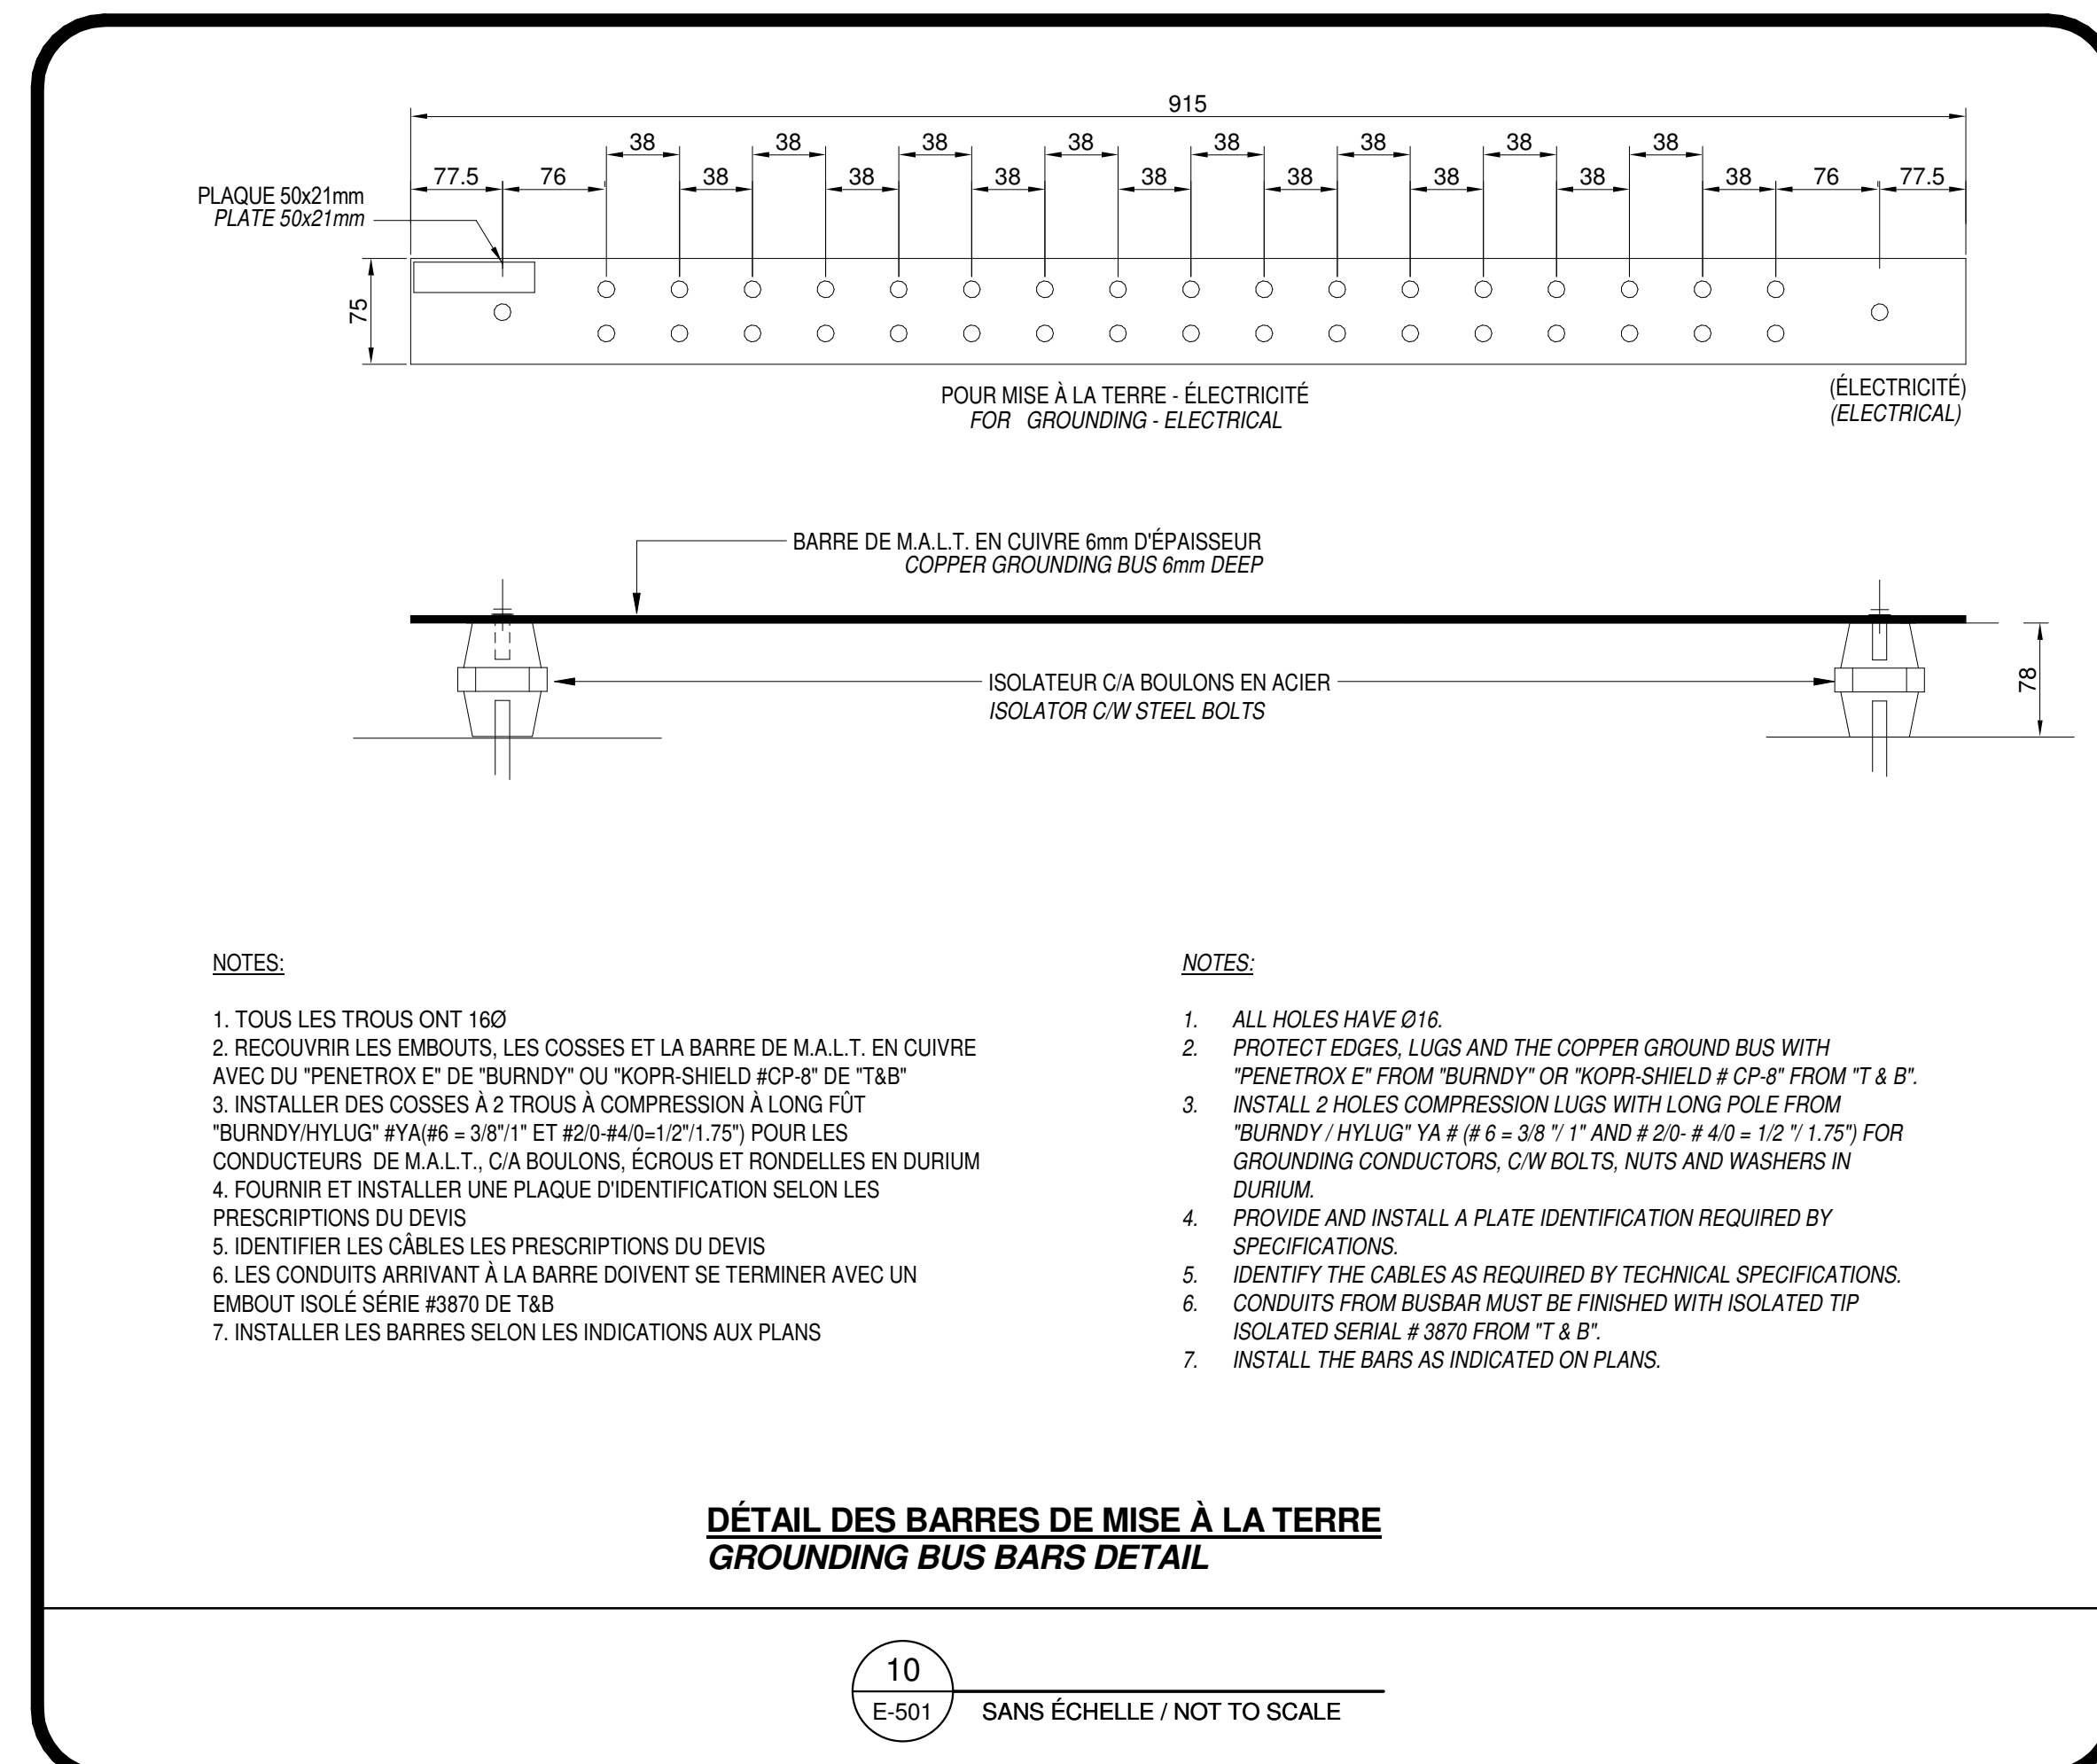 915
38 38 38 38 38 38 38 38
77.5 76 38 38 38 38 38 38 38 38 76 77.5
PLAQUE 50x21mm
PLATE 50x21mm
75
POUR MISE À LA TERRE - ÉLECTRICITÉ
FOR GROUNDING - ELECTRICAL
(ÉLECTRICITÉ)
(ELECTRICAL)
BARRE DE M.A.L.T. EN CUIVRE 6mm D'ÉPAISSEUR
COPPER GROUNDING BUS 6mm DEEP
ISOLATEUR C/A BOULONS EN ACIER
ISOLATOR C/W STEEL BOLTS
78
NOTES:
1. TOUS LES TROUS ONT 16Ø
2. RECOUVRIR LES EMBOUTS, LES COSSES ET LA BARRE DE M.A.L.T. EN CUIVRE
AVEC DU "PENETROX E" DE "BURNDY" OU "KOPR-SHIELD #CP-8" DE "T&B"
3. INSTALLER DES COSSES À 2 TROUS À COMPRESSION À LONG FÛT
"BURNDY/HYLUG" #YA(#6 = 3/8"/1" ET #2/0-#4/0=1/2"/1.75") POUR LES
CONDUCTEURS DE M.A.L.T., C/A BOULONS, ÉCROUS ET RONDELLES EN DURIUM
4. FOURNIR ET INSTALLER UNE PLAQUE D'IDENTIFICATION SELON LES
PRESCRIPTIONS DU DEVIS
5. IDENTIFIER LES CÂBLES LES PRESCRIPTIONS DU DEVIS
6. LES CONDUITS ARRIVANT À LA BARRE DOIVENT SE TERMINER AVEC UN
EMBOUT ISOLÉ SÉRIE #3870 DE T&B
7. INSTALLER LES BARRES SELON LES INDICATIONS AUX PLANS
NOTES:
1. ALL HOLES HAVE Ø16.
2. PROTECT EDGES, LUGS AND THE COPPER GROUND BUS WITH
"PENETROX E" FROM "BURNDY" OR "KOPR-SHIELD # CP-8" FROM "T & B".
3. INSTALL 2 HOLES COMPRESSION LUGS WITH LONG POLE FROM
"BURNDY / HYLUG" YA # (# 6 = 3/8 "/ 1" AND # 2/0- # 4/0 = 1/2 "/ 1.75") FOR
GROUNDING CONDUCTORS, C/W BOLTS, NUTS AND WASHERS IN
DURIUM.
4. PROVIDE AND INSTALL A PLATE IDENTIFICATION REQUIRED BY
SPECIFICATIONS.
5. IDENTIFY THE CABLES AS REQUIRED BY TECHNICAL SPECIFICATIONS.
6. CONDUITS FROM BUSBAR MUST BE FINISHED WITH ISOLATED TIP
ISOLATED SERIAL # 3870 FROM "T & B".
7. INSTALL THE BARS AS INDICATED ON PLANS.
DÉTAIL DES BARRES DE MISE À LA TERRE
GROUNDING BUS BARS DETAIL
10
E-501
SANS ÉCHELLE / NOT TO SCALE